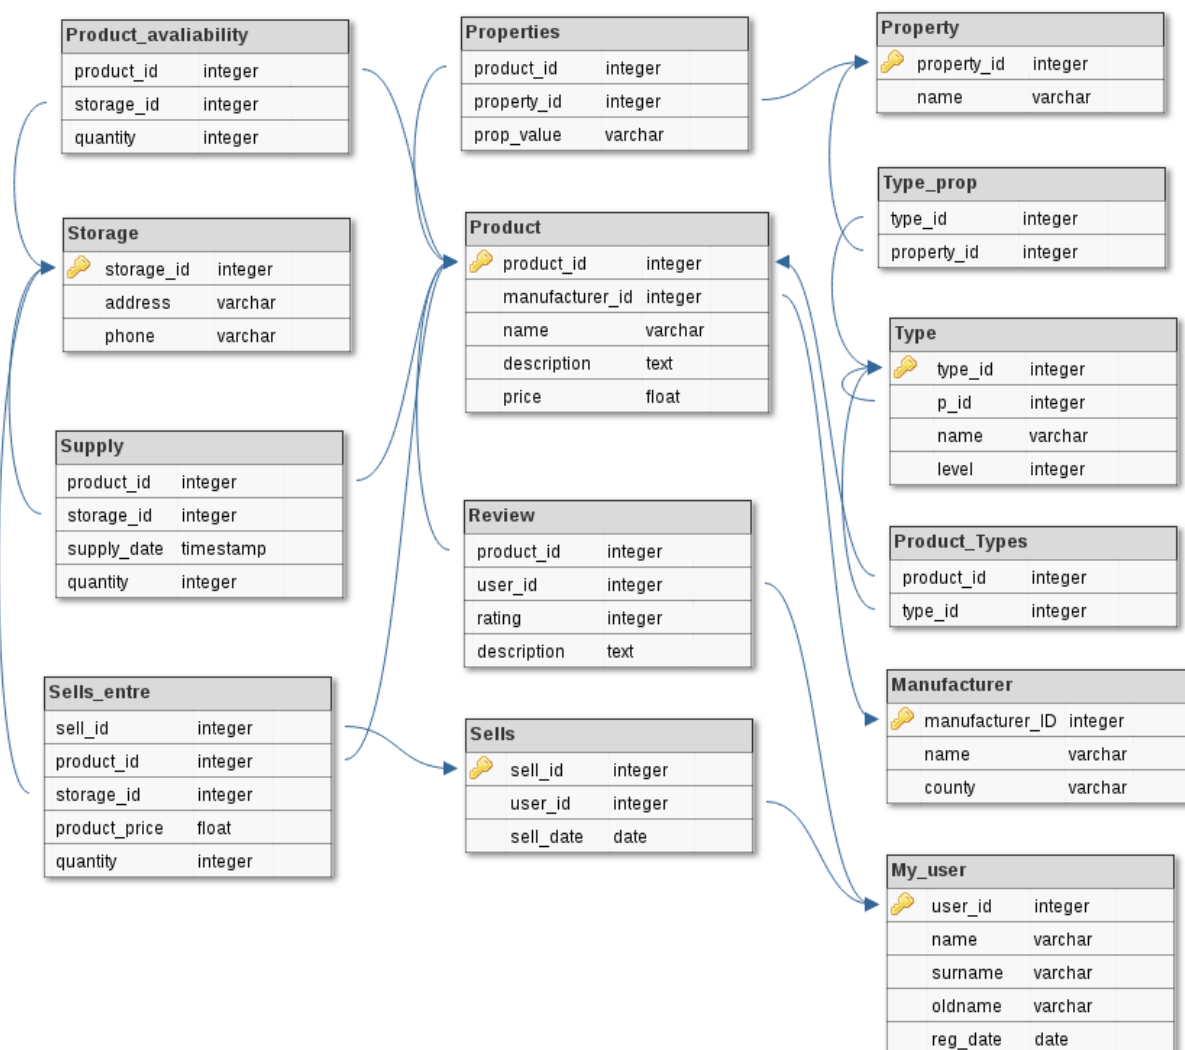 Product_avaliability
product_id integer
storage_id integer
quantity integer
Storage
storage_id integer
address varchar
phone varchar
Supply
product_id integer
storage_id integer
supply_date timestamp
quantity integer
Sells_entre
sell_id integer
product_id integer
storage_id integer
product_price float
quantity integer
Properties
product_id integer
property_id integer
prop_value varchar
Product
product_id integer
manufacturer_id integer
name varchar
description text
price float
Review
product_id integer
user_id integer
rating integer
description text
Sells
sell_id integer
user_id integer
sell_date date
Property
property_id integer
name varchar
Type_prop
type_id integer
property_id integer
Type
type_id integer
p_id integer
name varchar
level integer
Product_Types
product_id integer
type_id integer
Manufacturer
manufacturer_ID integer
name varchar
county varchar
My_user
user_id integer
name varchar
surname varchar
oldname varchar
reg_date date